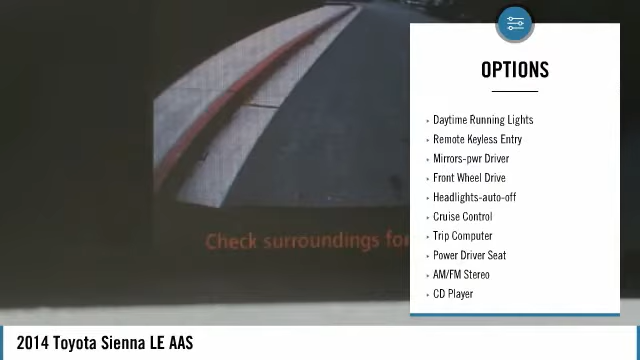 Check surroundings for
OPTIONS
Daytime Running Lights
Remote Keyless Entry
Mirrors-pwr Driver
Front Wheel Drive
Headlights-auto-off
Cruise Control
Trip Computer
Power Driver Seat
AM/FM Stereo
CD Player
2014 Toyota Sienna LE AAS